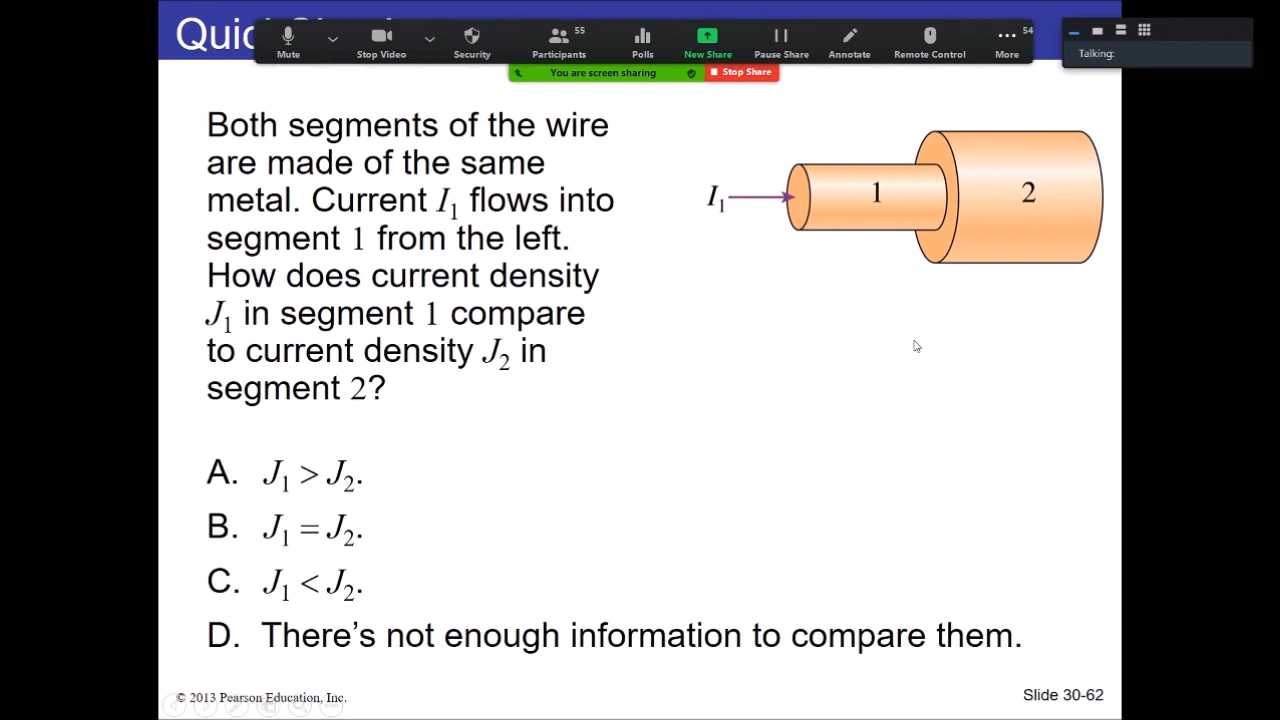 Quic
Mute
Stop Video
Security
Participants
55
Polls
New Share
Pause Share
Annotate
Remote Control
More
54
Talking:
You are screen sharing
Stop Share
Both segments of the wire
are made of the same
metal. Current I₁ flows into
segment 1 from the left.
How does current density
J₁ in segment 1 compare
to current density J₂ in
segment 2?
I₁
1
2
A. J₁ > J₂.
B. J₁ = J₂.
C. J₁ < J₂.
D. There’s not enough information to compare them.
© 2013 Pearson Education, Inc.
Slide 30-62